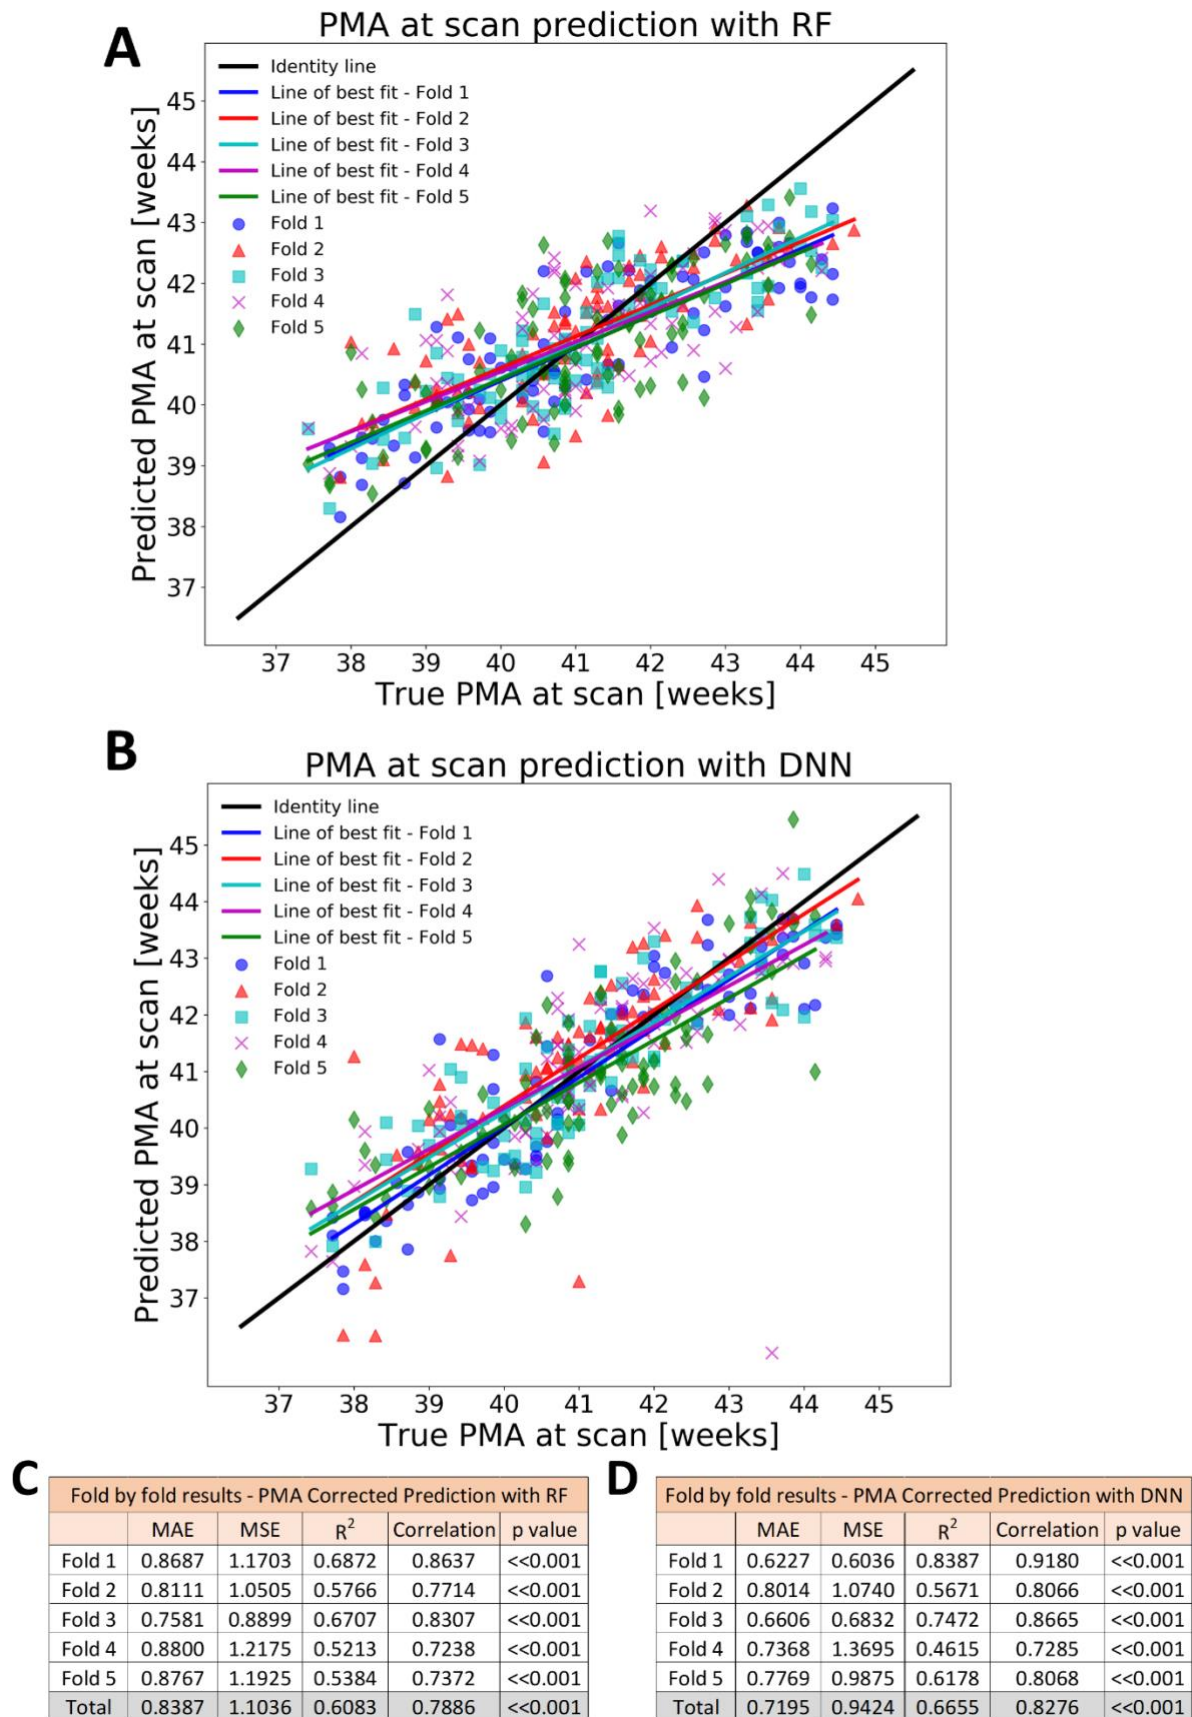 A
PMA at scan prediction with RF
Identity line
Line of best fit - Fold 1
Line of best fit - Fold 2
Line of best fit - Fold 3
Line of best fit - Fold 4
Line of best fit - Fold 5
Fold 1
Fold 2
Fold 3
Fold 4
Fold 5
45
44
43
42
41
40
39
38
37
Predicted PMA at scan [weeks]
37 38 39 40 41 42 43 44 45
True PMA at scan [weeks]
B
PMA at scan prediction with DNN
Identity line
Line of best fit - Fold 1
Line of best fit - Fold 2
Line of best fit - Fold 3
Line of best fit - Fold 4
Line of best fit - Fold 5
Fold 1
Fold 2
Fold 3
Fold 4
Fold 5
45
44
43
42
41
40
39
38
37
Predicted PMA at scan [weeks]
37 38 39 40 41 42 43 44 45
True PMA at scan [weeks]
C
Fold by fold results - PMA Corrected Prediction with RF
MAE MSE R² Correlation p value
Fold 1 0.8687 1.1703 0.6872 0.8637 <<0.001
Fold 2 0.8111 1.0505 0.5766 0.7714 <<0.001
Fold 3 0.7581 0.8899 0.6707 0.8307 <<0.001
Fold 4 0.8800 1.2175 0.5213 0.7238 <<0.001
Fold 5 0.8767 1.1925 0.5384 0.7372 <<0.001
Total 0.8387 1.1036 0.6083 0.7886 <<0.001
D
Fold by fold results - PMA Corrected Prediction with DNN
MAE MSE R² Correlation p value
Fold 1 0.6227 0.6036 0.8387 0.9180 <<0.001
Fold 2 0.8014 1.0740 0.5671 0.8066 <<0.001
Fold 3 0.6606 0.6832 0.7472 0.8665 <<0.001
Fold 4 0.7368 1.3695 0.4615 0.7285 <<0.001
Fold 5 0.7769 0.9875 0.6178 0.8068 <<0.001
Total 0.7195 0.9424 0.6655 0.8276 <<0.001